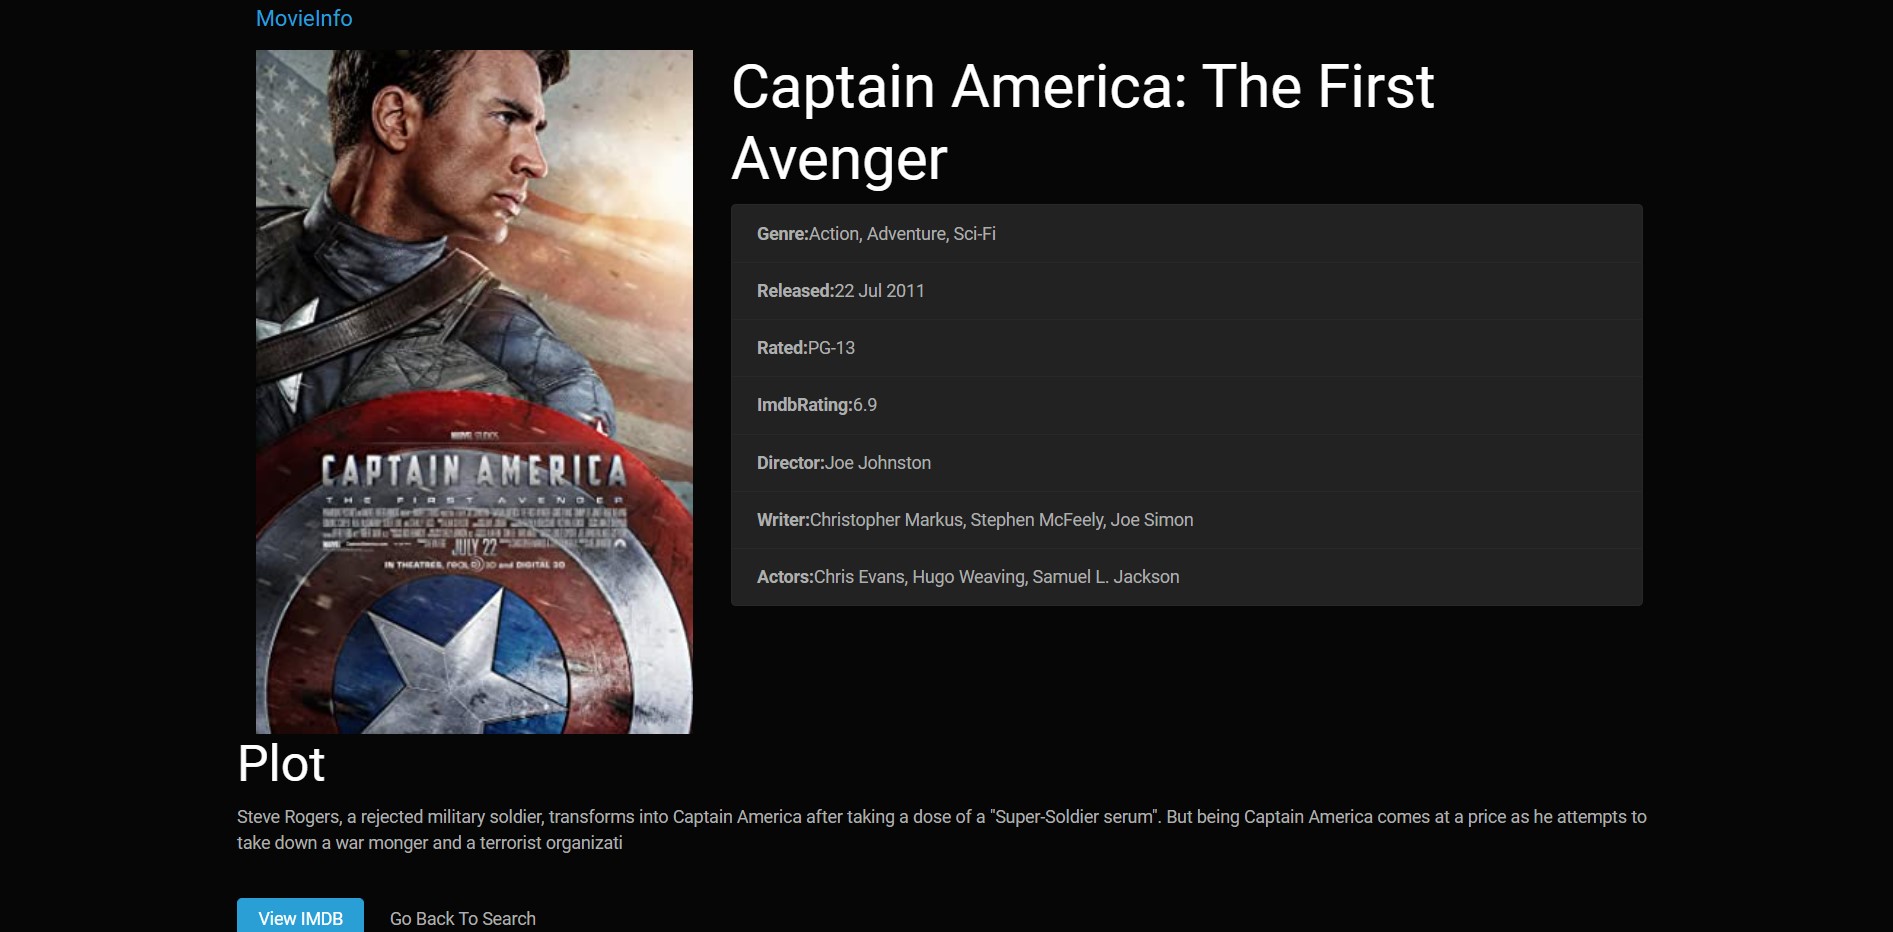 MovieInfo
MARVEL STUDIOS
CAPTAIN AMERICA
THE FIRST AVENGER
JULY 22
IN THEATRES, REAL D 3D and DIGITAL 3D
Captain America: The First
Avenger
Genre:Action, Adventure, Sci-Fi
Released:22 Jul 2011
Rated:PG-13
ImdbRating:6.9
Director:Joe Johnston
Writer:Christopher Markus, Stephen McFeely, Joe Simon
Actors:Chris Evans, Hugo Weaving, Samuel L. Jackson
Plot
Steve Rogers, a rejected military soldier, transforms into Captain America after taking a dose of a "Super-Soldier serum". But being Captain America comes at a price as he attempts to
take down a war monger and a terrorist organizati
View IMDB
Go Back To Search